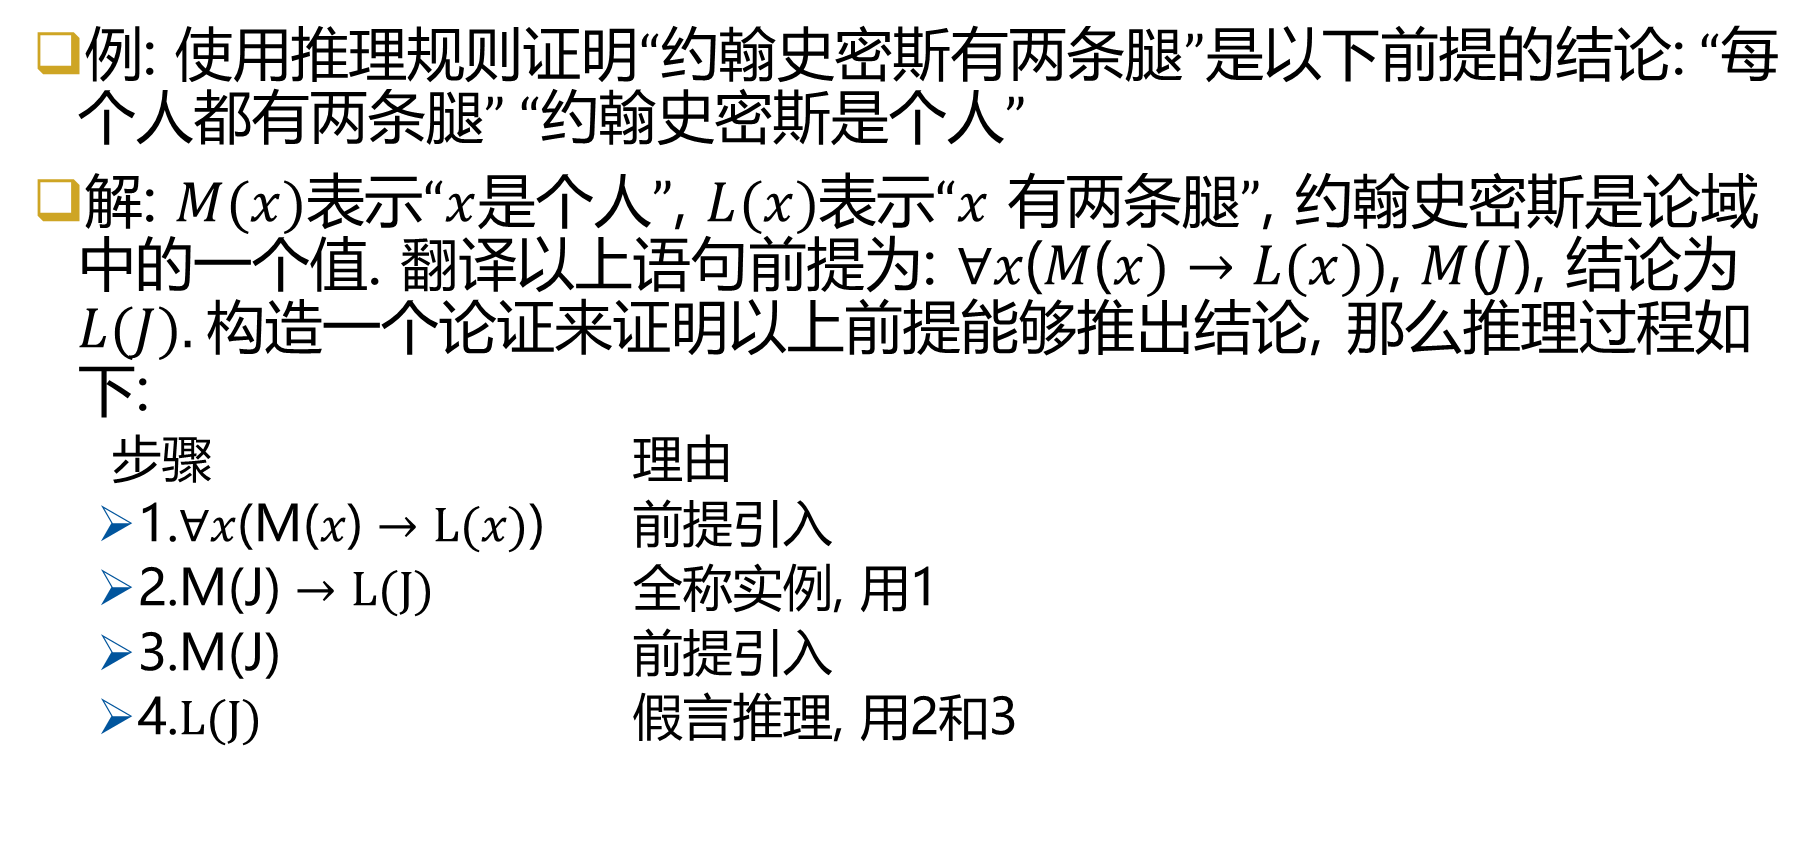 例: 使用推理规则证明“约翰史密斯有两条腿”是以下前提的结论: “每
个人都有两条腿” “约翰史密斯是个人”
解: M(x)表示“x是个人”, L(x)表示“x 有两条腿”, 约翰史密斯是论域
中的一个值. 翻译以上语句前提为: ∀x(M(x) → L(x)), M(J), 结论为
L(J). 构造一个论证来证明以上前提能够推出结论, 那么推理过程如
下:
步骤 理由
1.∀x(M(x) → L(x)) 前提引入
2.M(J) → L(J) 全称实例, 用1
3.M(J) 前提引入
4.L(J) 假言推理, 用2和3